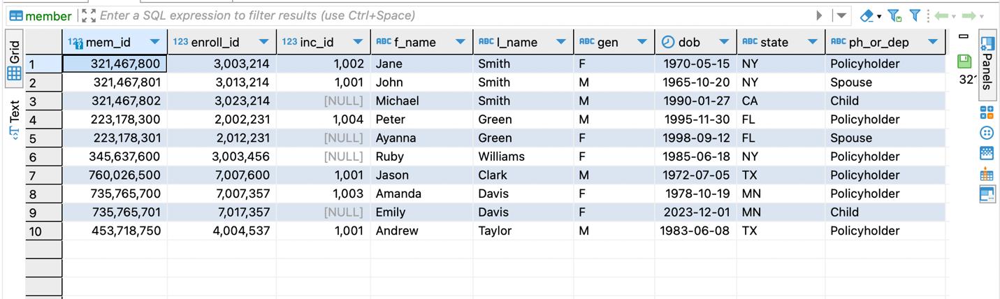 member Enter a SQL expression to filter results (use Ctrl+Space)
Grid
Text
123 mem_id 123 enroll_id 123 inc_id ABC f_name ABC l_name ABC gen dob ABC state ABC ph_or_dep
1 321,467,800 3,003,214 1,002 Jane Smith F 1970-05-15 NY Policyholder
2 321,467,801 3,013,214 1,001 John Smith M 1965-10-20 NY Spouse
3 321,467,802 3,023,214 [NULL] Michael Smith M 1990-01-27 CA Child
4 223,178,300 2,002,231 1,004 Peter Green M 1995-11-30 FL Policyholder
5 223,178,301 2,012,231 [NULL] Ayanna Green F 1998-09-12 FL Spouse
6 345,637,600 3,003,456 [NULL] Ruby Williams F 1985-06-18 NY Policyholder
7 760,026,500 7,007,600 1,001 Jason Clark M 1972-07-05 TX Policyholder
8 735,765,700 7,007,357 1,003 Amanda Davis F 1978-10-19 MN Policyholder
9 735,765,701 7,017,357 [NULL] Emily Davis F 2023-12-01 MN Child
10 453,718,750 4,004,537 1,001 Andrew Taylor M 1983-06-08 TX Policyholder
Panels